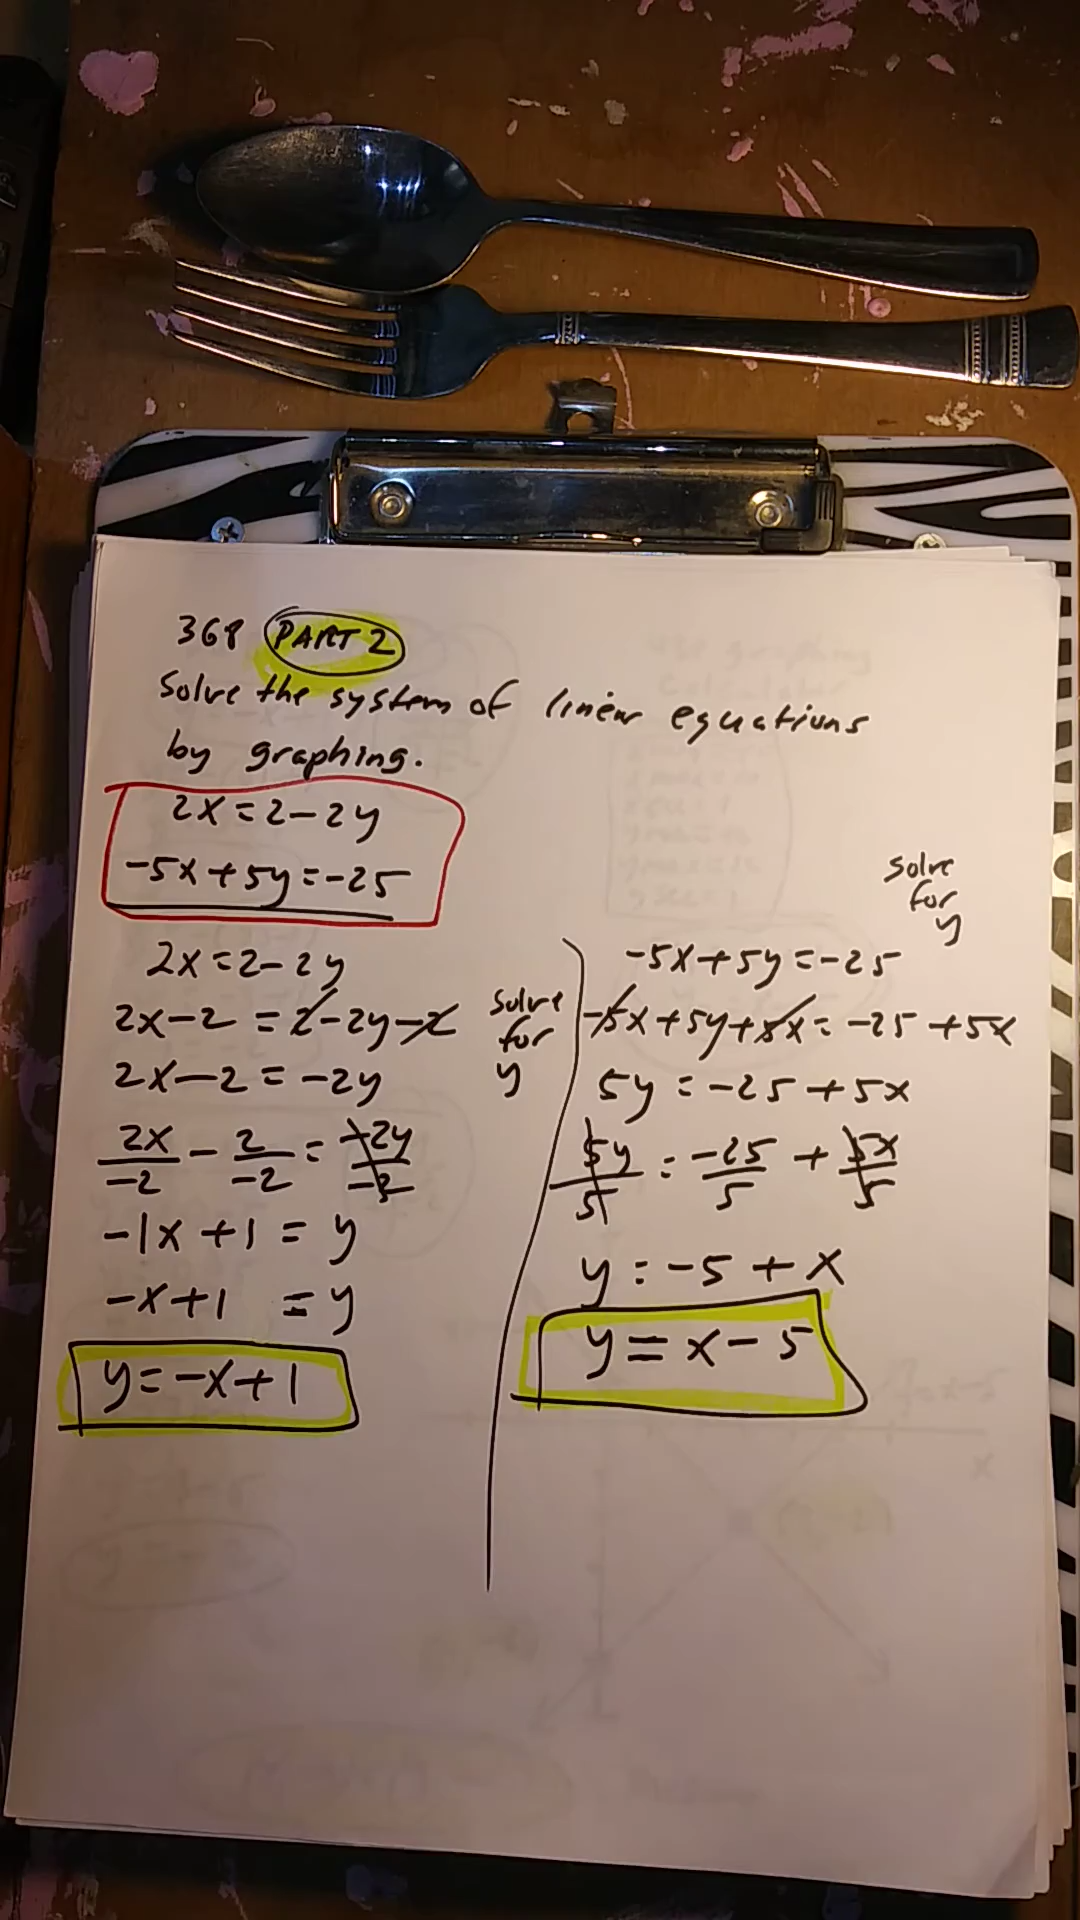 368 PART 2
Solve the system of linear equations
by graphing.
2x = 2 - 2y
-5x + 5y = -25
2x = 2 - 2y
2x - 2 = 2 - 2y - 2
2x - 2 = -2y
2x/-2 - 2/-2 = -2y/-2
-1x + 1 = y
-x + 1 = y
y = -x + 1
solve
for
y
solve
for
y
-5x + 5y = -25
-5x + 5y + 5x = -25 + 5x
5y = -25 + 5x
5y/5 = -25/5 + 5x/5
y = -5 + x
y = x - 5